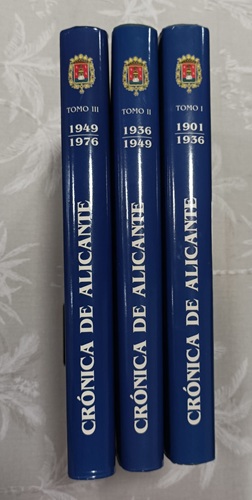 TOMO III
1949
1976
CRÓNICA DE ALICANTE
TOMO II
1936
1949
CRÓNICA DE ALICANTE
TOMO I
1901
1936
CRÓNICA DE ALICANTE